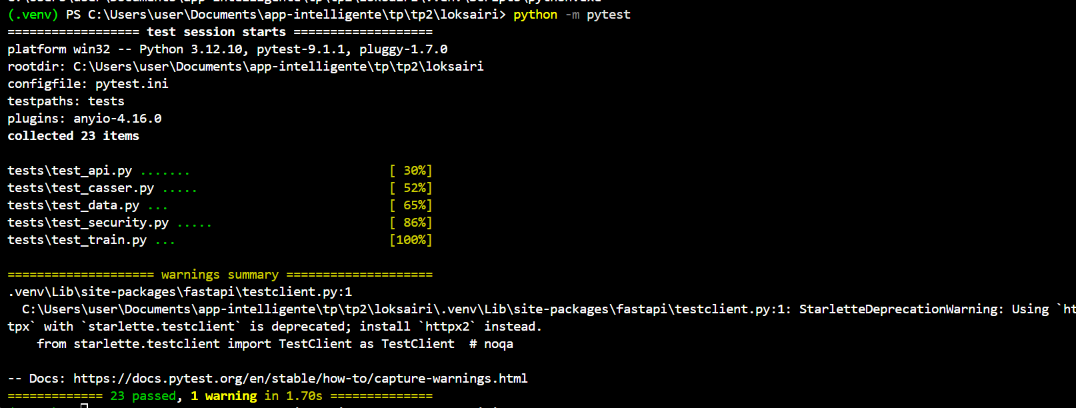 (.venv) PS C:\Users\user\Documents\app-intelligente\tp\tp2\loksairi> python -m pytest
================== test session starts ===================
platform win32 -- Python 3.12.10, pytest-9.1.1, pluggy-1.7.0
rootdir: C:\Users\user\Documents\app-intelligente\tp\tp2\loksairi
configfile: pytest.ini
testpaths: tests
plugins: anyio-4.16.0
collected 23 items
tests\test_api.py ....... [ 30%]
tests\test_casser.py ..... [ 52%]
tests\test_data.py ... [ 65%]
tests\test_security.py ..... [ 86%]
tests\test_train.py ... [100%]
==================== warnings summary ====================
.venv\Lib\site-packages\fastapi\testclient.py:1
C:\Users\user\Documents\app-intelligente\tp\tp2\loksairi\.venv\Lib\site-packages\fastapi\testclient.py:1: StarletteDeprecationWarning: Using `ht
tpx` with `starlette.testclient` is deprecated; install `httpx2` instead.
from starlette.testclient import TestClient as TestClient # noqa
-- Docs: https://docs.pytest.org/en/stable/how-to/capture-warnings.html
============= 23 passed, 1 warning in 1.70s ==============